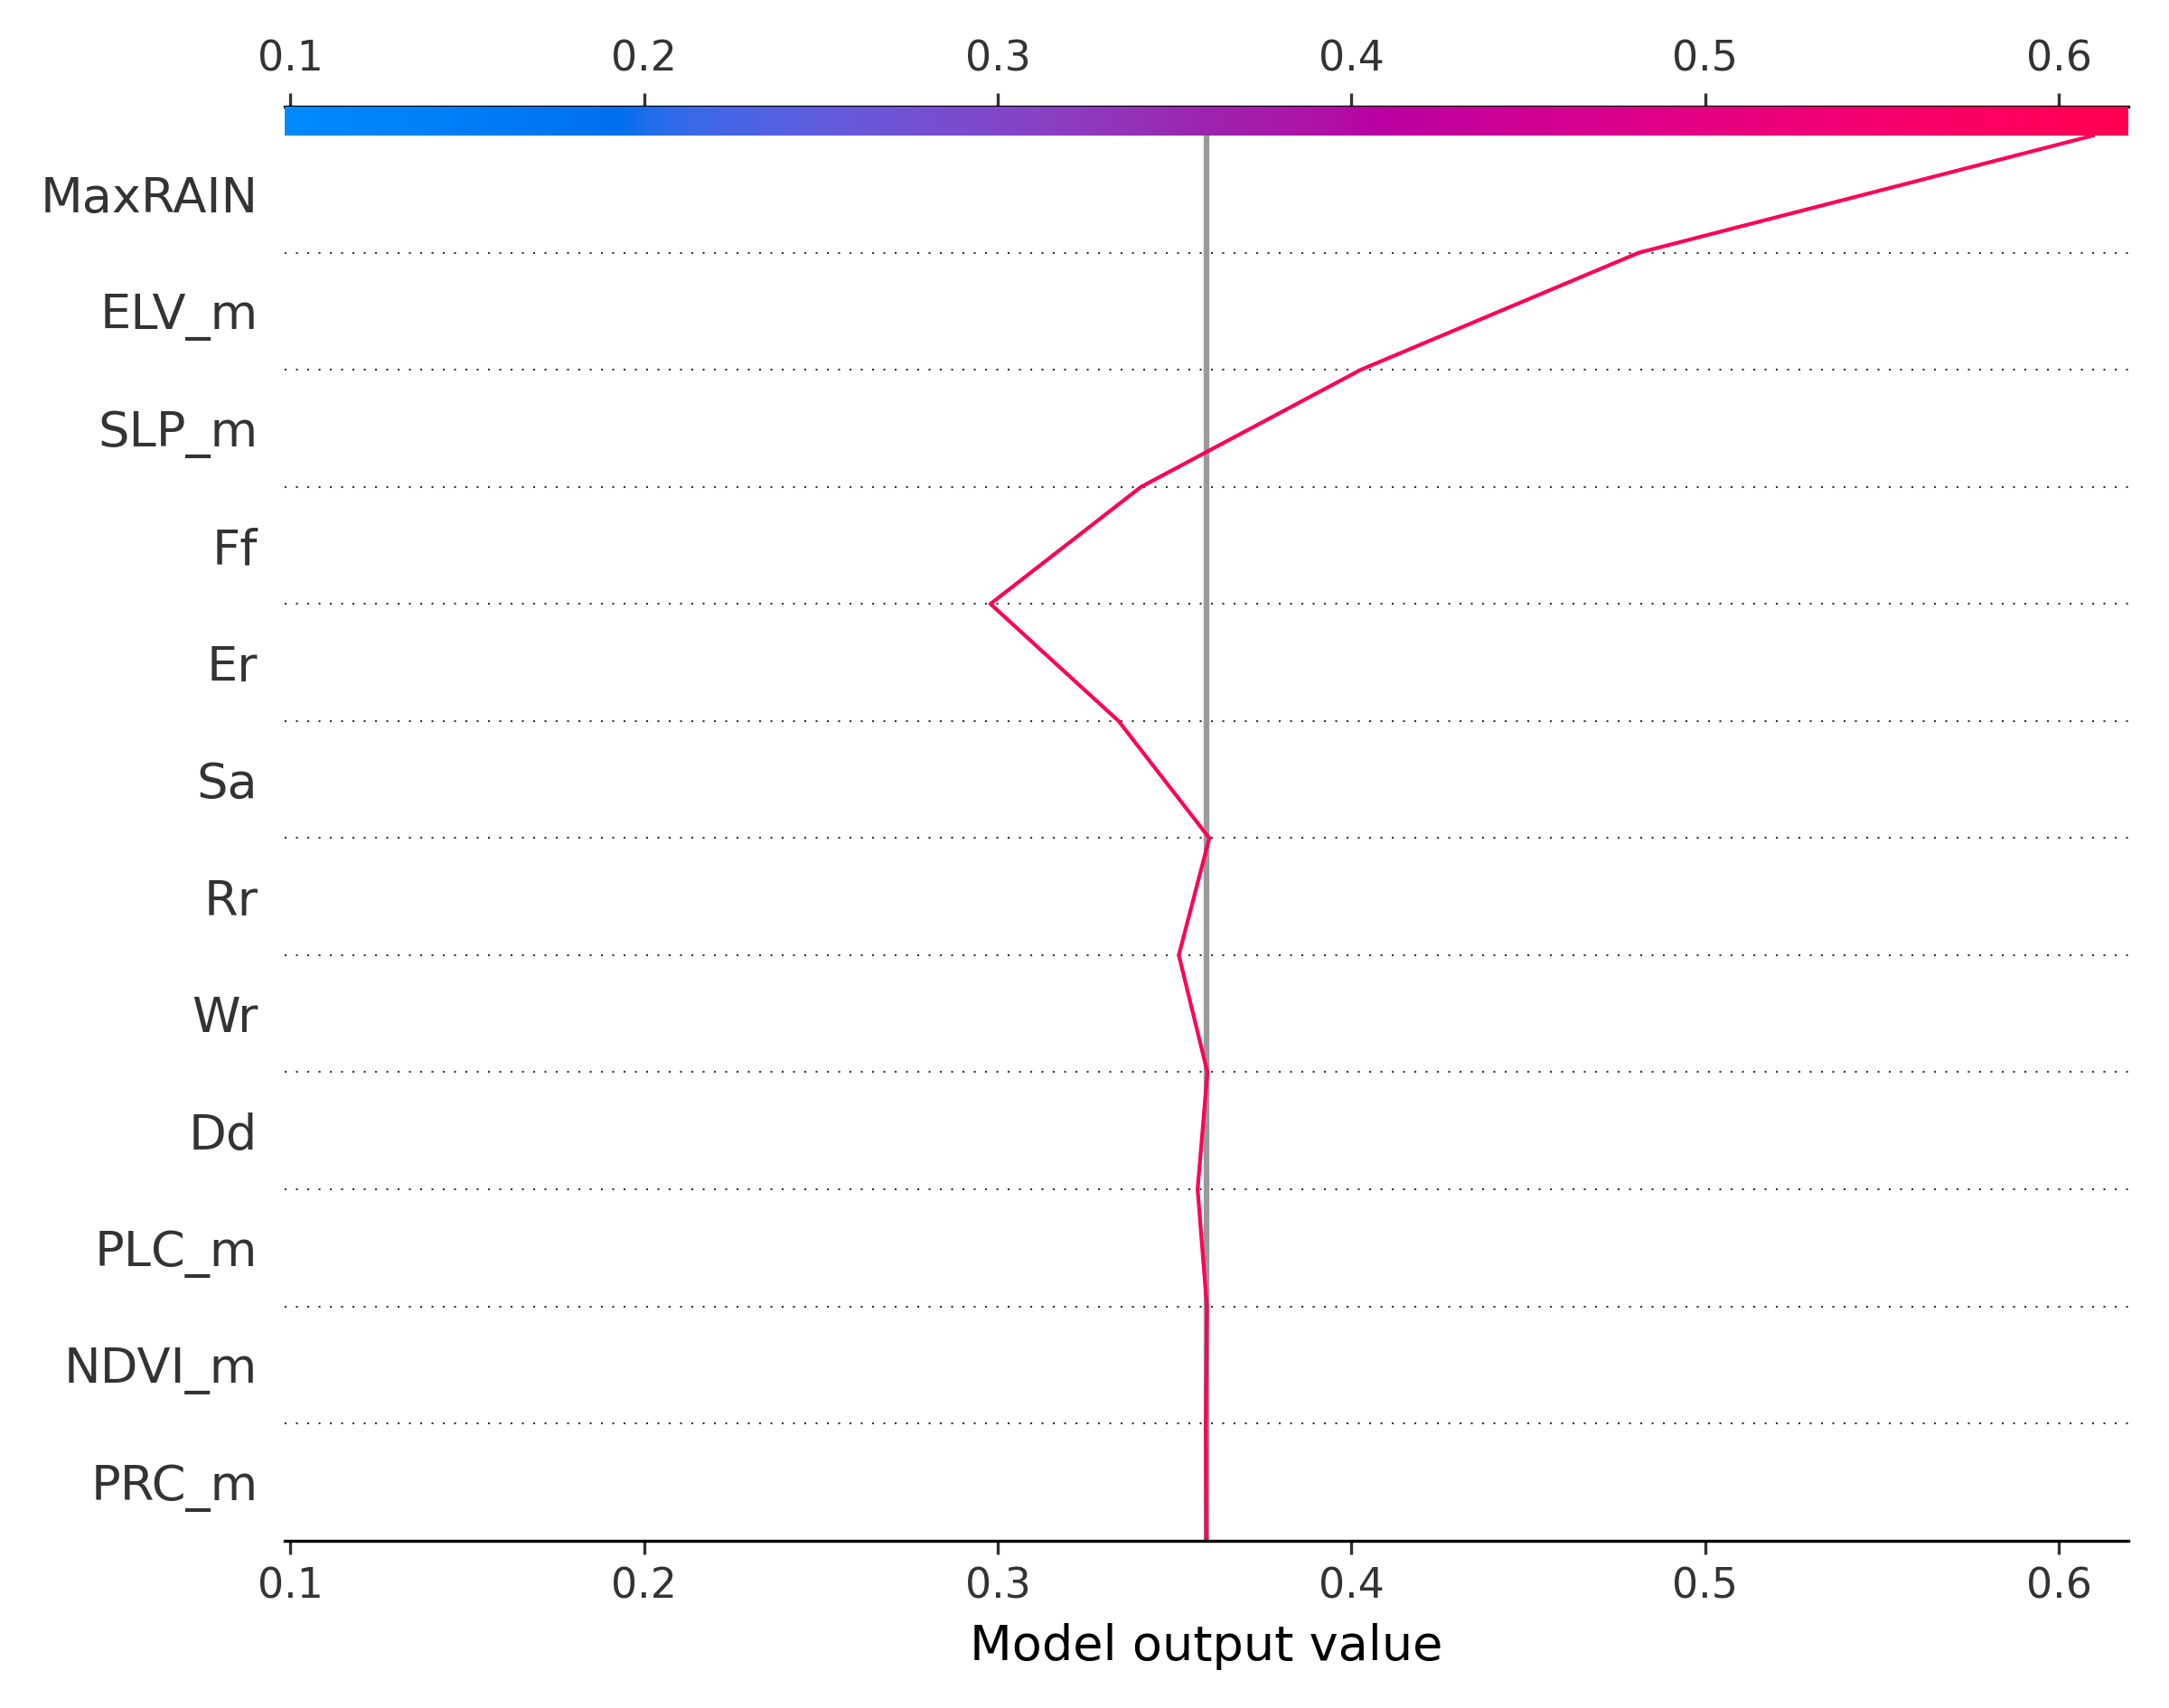 0.1 0.2 0.3 0.4 0.5 0.6
MaxRAIN
ELV_m
SLP_m
Ff
Er
Sa
Rr
Wr
Dd
PLC_m
NDVI_m
PRC_m
0.1 0.2 0.3 0.4 0.5 0.6
Model output value